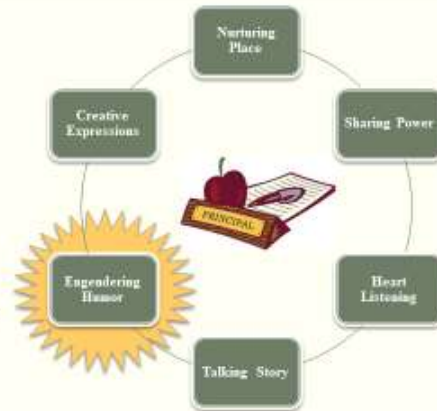 Nurturing
Place
Sharing Power
Heart
Listening
Talking Story
Engendering
Humor
Creative
Expressions
PRINCIPAL